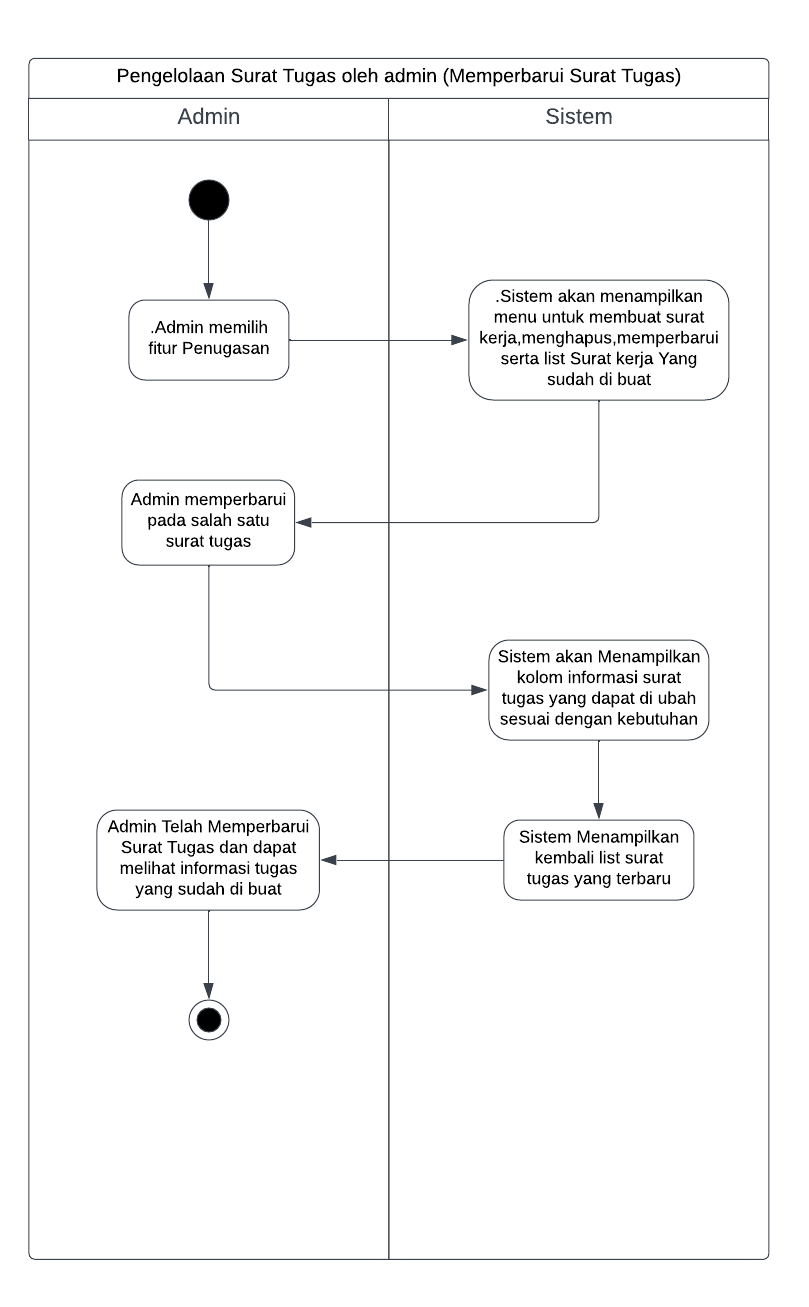 Pengelolaan Surat Tugas oleh admin (Memperbarui Surat Tugas)
Admin
Sistem
.Admin memilih
fitur Penugasan
.Sistem akan menampilkan
menu untuk membuat surat
kerja,menghapus,memperbarui
serta list Surat kerja Yang
sudah di buat
Admin memperbarui
pada salah satu
surat tugas
Sistem akan Menampilkan
kolom informasi surat
tugas yang dapat di ubah
sesuai dengan kebutuhan
Sistem Menampilkan
kembali list surat
tugas yang terbaru
Admin Telah Memperbarui
Surat Tugas dan dapat
melihat informasi tugas
yang sudah di buat